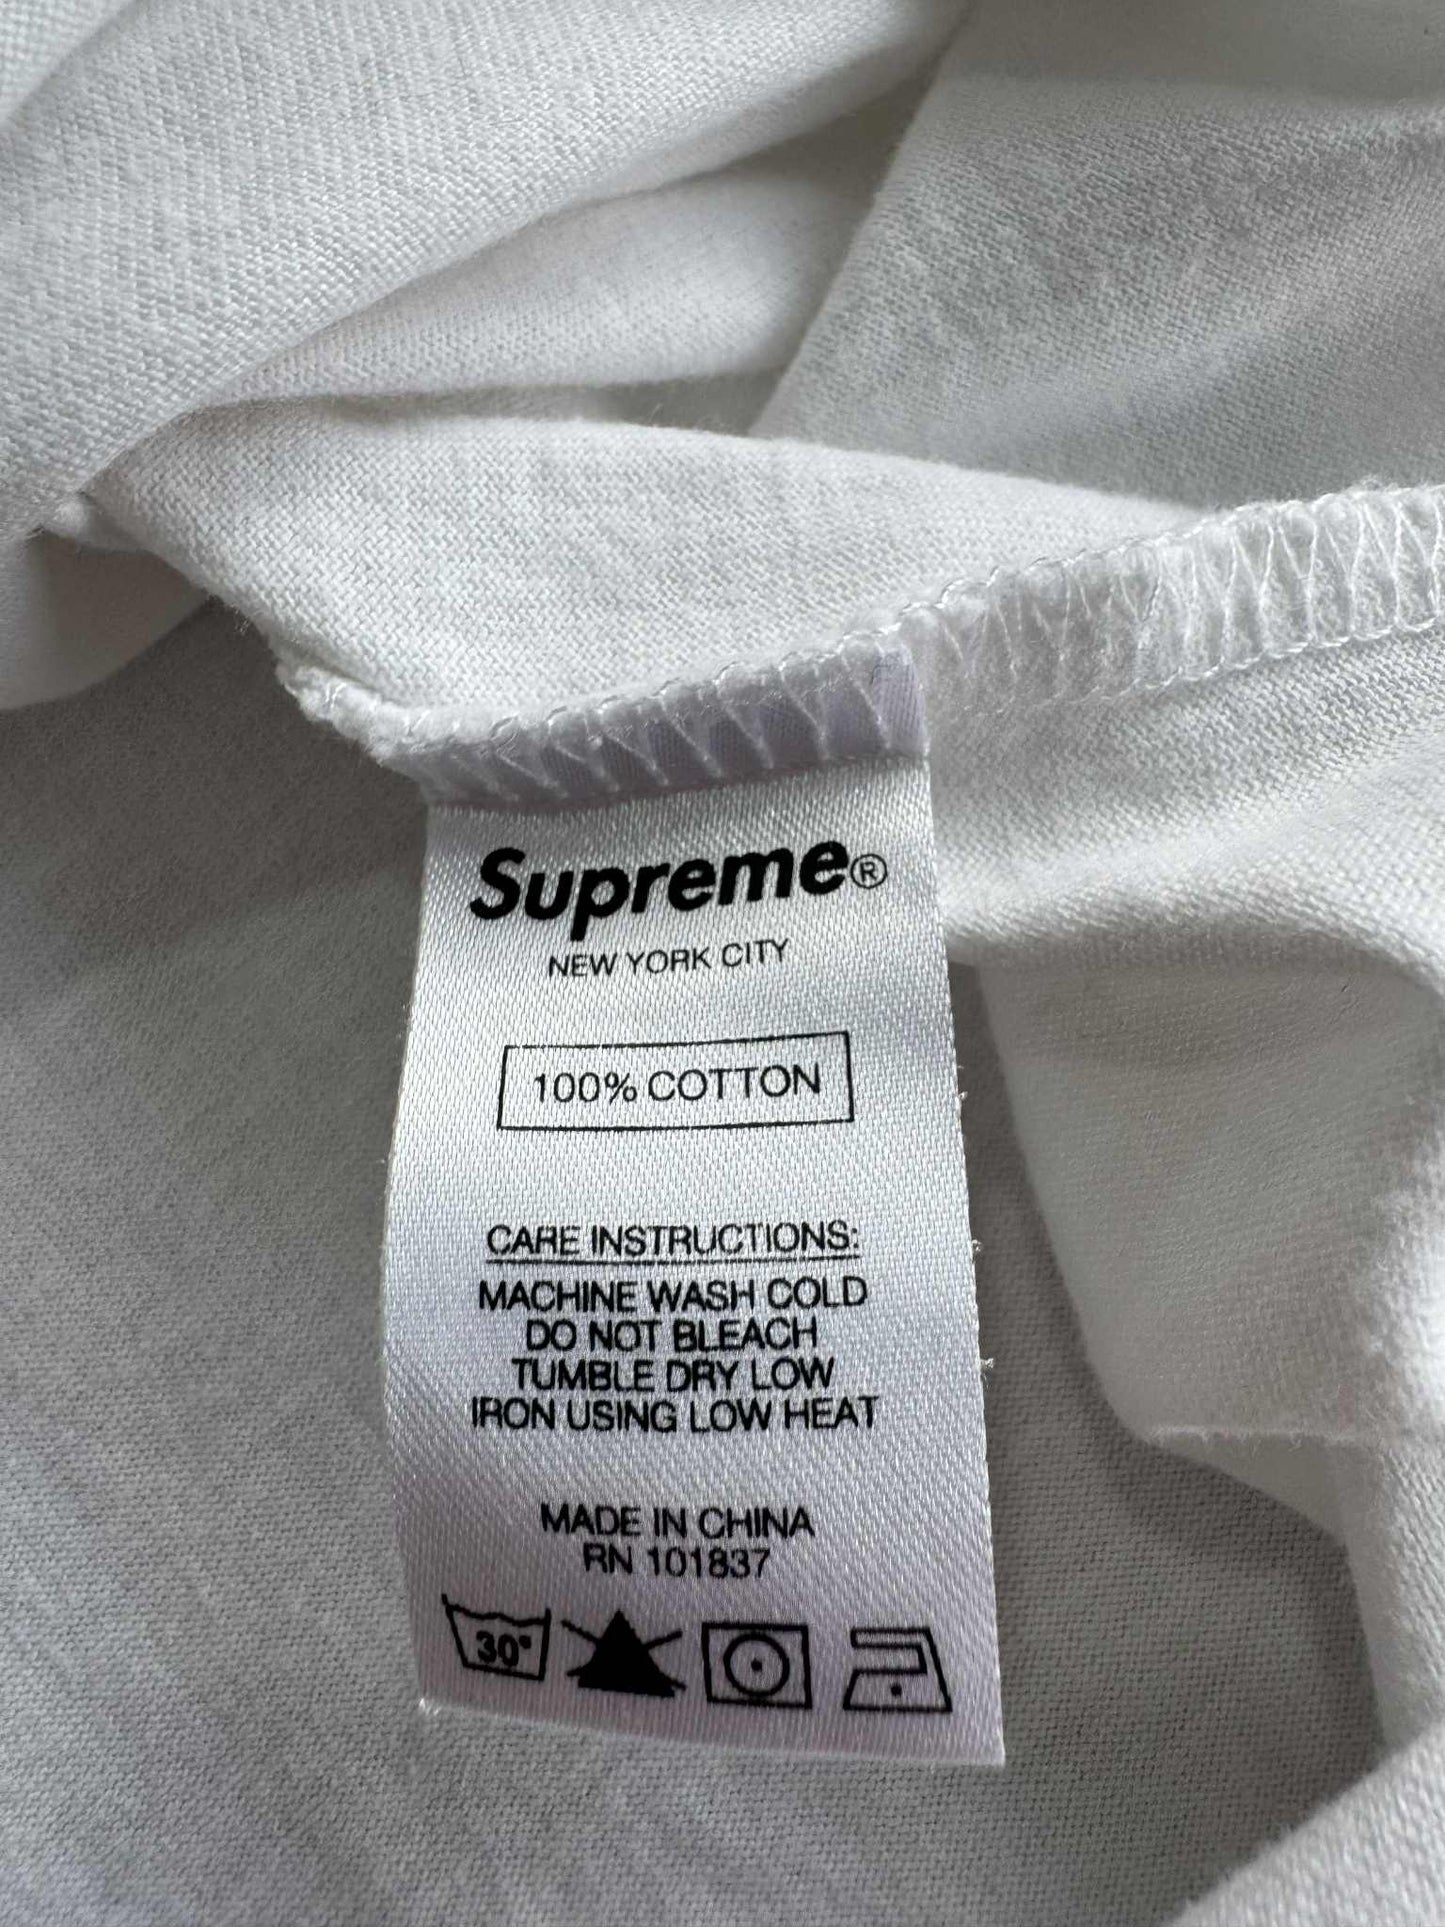 Supreme®
NEW YORK CITY
100% COTTON
CARE INSTRUCTIONS:
MACHINE WASH COLD
DO NOT BLEACH
TUMBLE DRY LOW
IRON USING LOW HEAT
MADE IN CHINA
RN 101837
30°